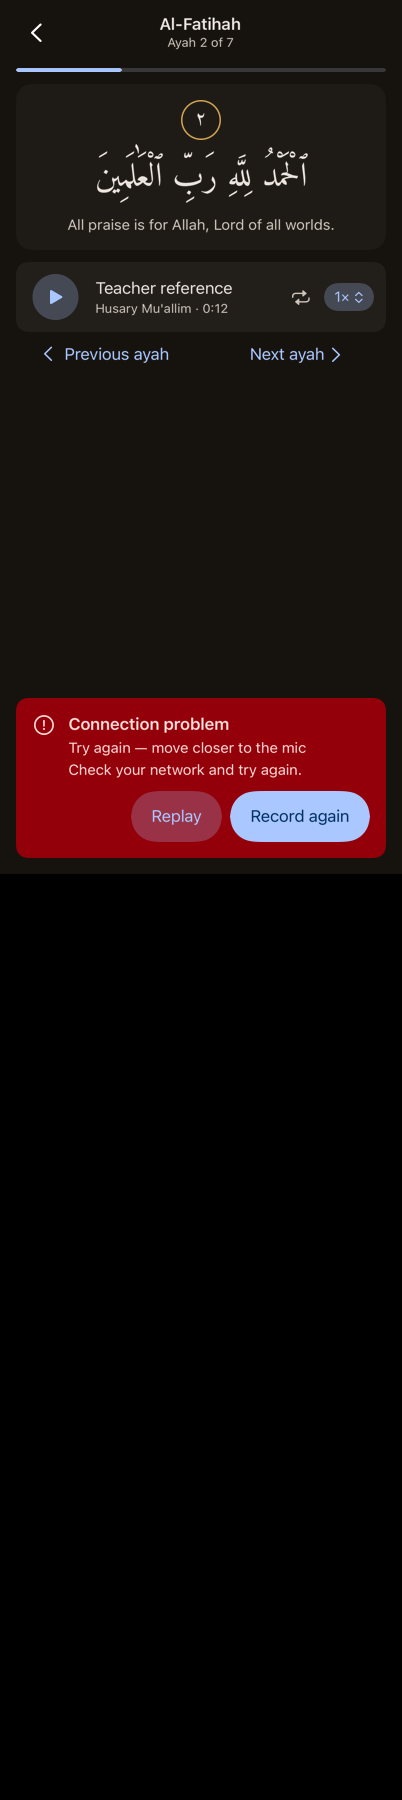 Al-Fatihah
Ayah 2 of 7
٢
ٱلْحَمْدُ لِلَّهِ رَبِّ ٱلْعَٰلَمِينَ
All praise is for Allah, Lord of all worlds.
Teacher reference
Husary Mu'allim · 0:12
1×
Previous ayah
Next ayah
Connection problem
Try again — move closer to the mic
Check your network and try again.
Replay
Record again